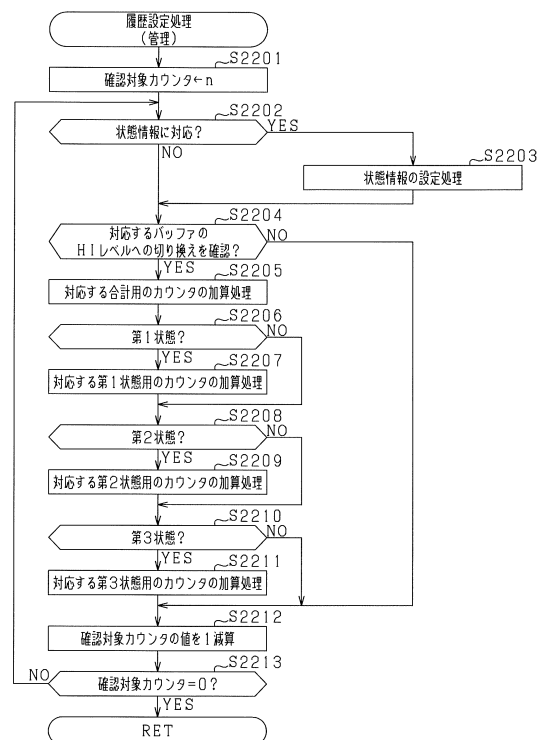 履歴設定処理
(管理)
S2201
確認対象カウンタ←n
S2202
状態情報に対応？
YES
NO
S2203
状態情報の設定処理
S2204
対応するバッファの
HIレベルへの切り換えを確認？
NO
YES
S2205
対応する合計用のカウンタの加算処理
S2206
第1状態？
NO
YES
S2207
対応する第1状態用のカウンタの加算処理
S2208
第2状態？
NO
YES
S2209
対応する第2状態用のカウンタの加算処理
S2210
第3状態？
NO
YES
S2211
対応する第3状態用のカウンタの加算処理
S2212
確認対象カウンタの値を1減算
S2213
NO
確認対象カウンタ=0？
YES
RET